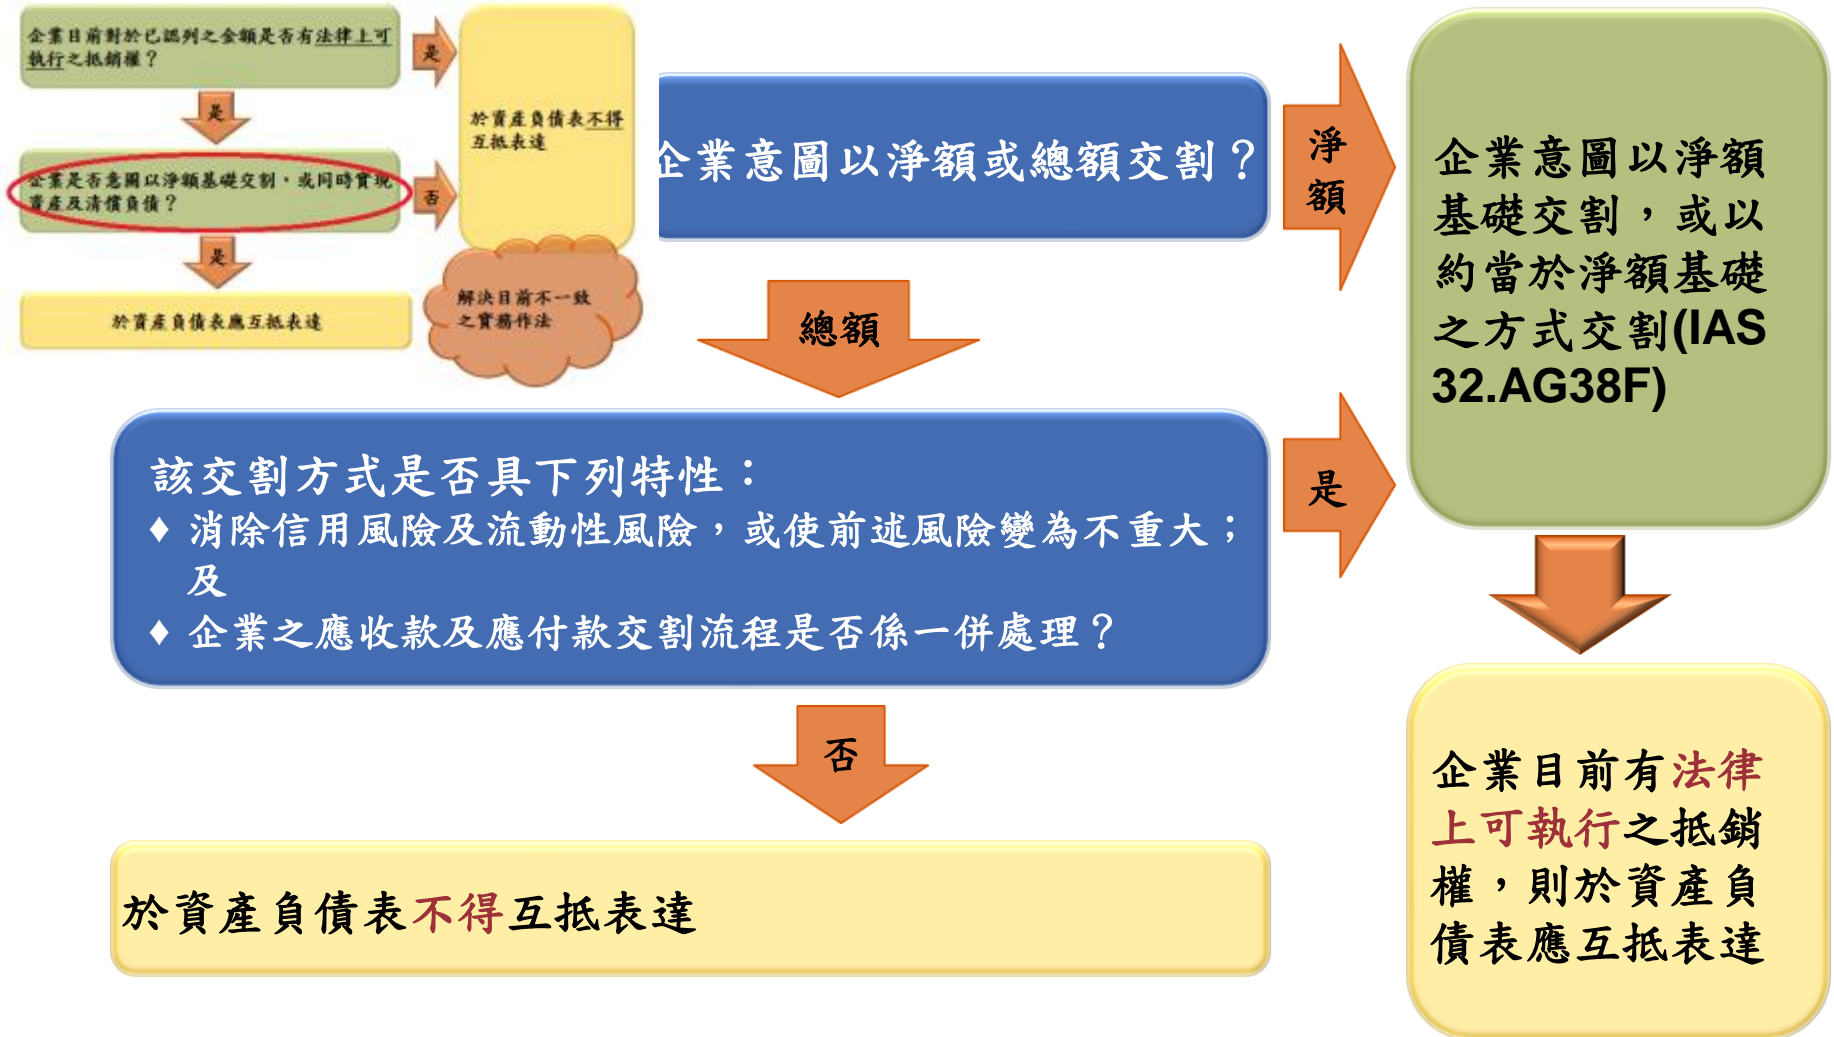 企業目前對於已認列之金額是否有法律上可
執行之抵銷權？
是
是
於資產負債表不得
互抵表達
企業是否意圖以淨額基礎交割，或同時實現
資產及清償負債？
否
是
於資產負債表應互抵表達
解決目前不一致
之實務作法
企業意圖以淨額或總額交割？
淨
額
總額
企業意圖以淨額
基礎交割，或以
約當於淨額基礎
之方式交割(IAS
32.AG38F)
該交割方式是否具下列特性：
♦ 消除信用風險及流動性風險，或使前述風險變為不重大；
及
♦ 企業之應收款及應付款交割流程是否係一併處理？
是
否
於資產負債表不得互抵表達
企業目前有法律
上可執行之抵銷
權，則於資產負
債表應互抵表達